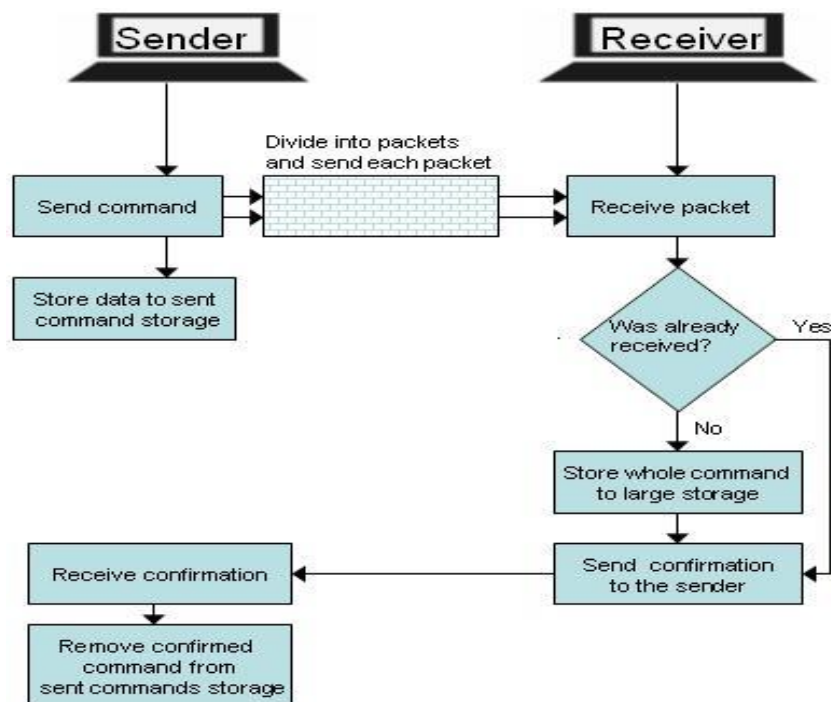 Sender
Receiver
Divide into packets
and send each packet
Send command
Receive packet
Store data to sent
command storage
Was already
received?
Yes
No
Store whole command
to large storage
Receive confirmation
Send confirmation
to the sender
Remove confirmed
command from
sent commands storage